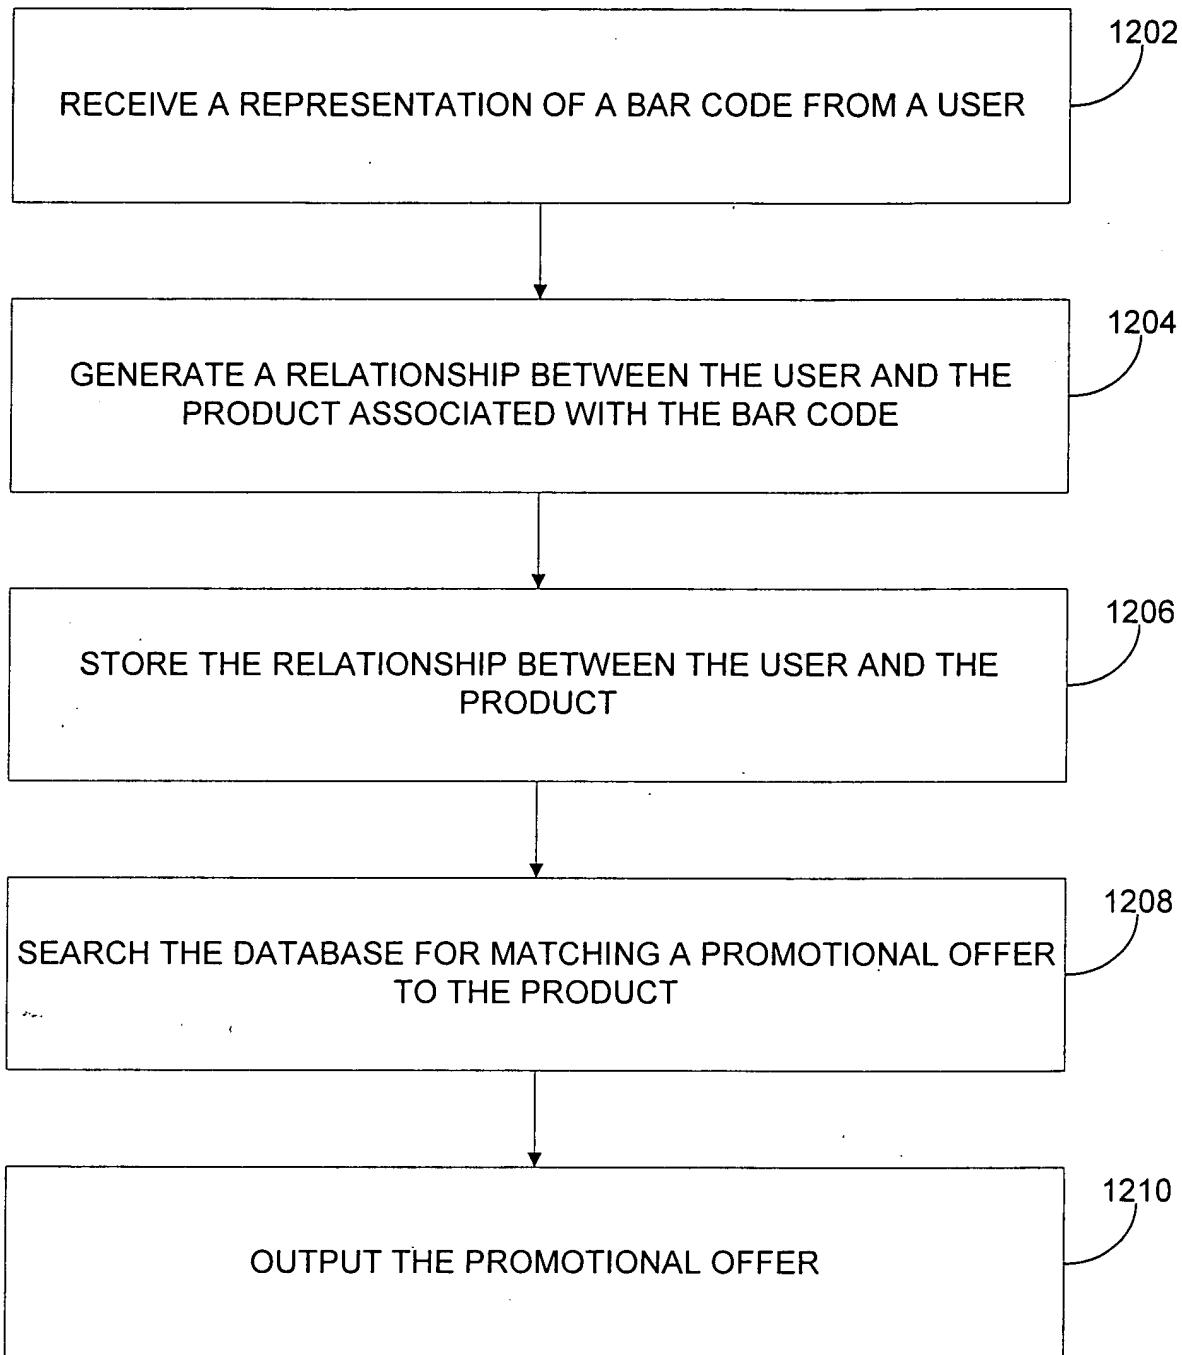 1202
RECEIVE A REPRESENTATION OF A BAR CODE FROM A USER
1204
GENERATE A RELATIONSHIP BETWEEN THE USER AND THE
PRODUCT ASSOCIATED WITH THE BAR CODE
1206
STORE THE RELATIONSHIP BETWEEN THE USER AND THE
PRODUCT
1208
SEARCH THE DATABASE FOR MATCHING A PROMOTIONAL OFFER
TO THE PRODUCT
1210
OUTPUT THE PROMOTIONAL OFFER